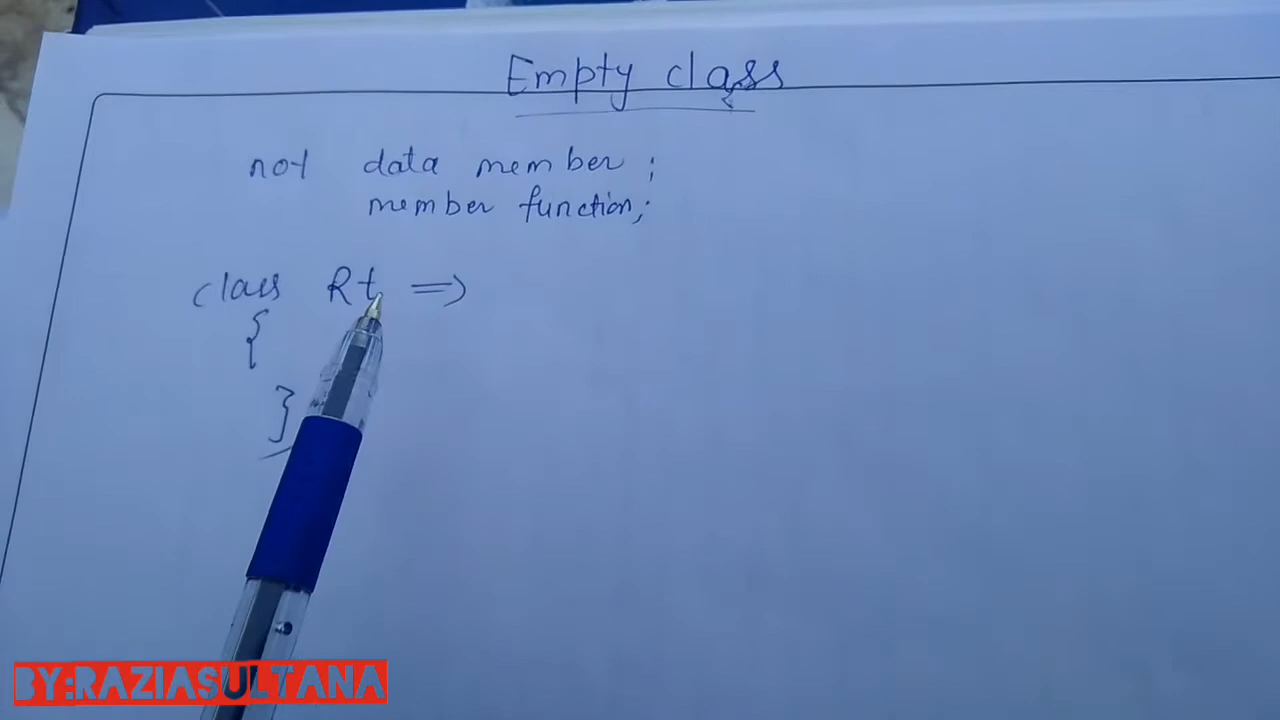 Empty class
not data member ;
member function;
class Rt =>
{
}
BY:RAZIASULTANA